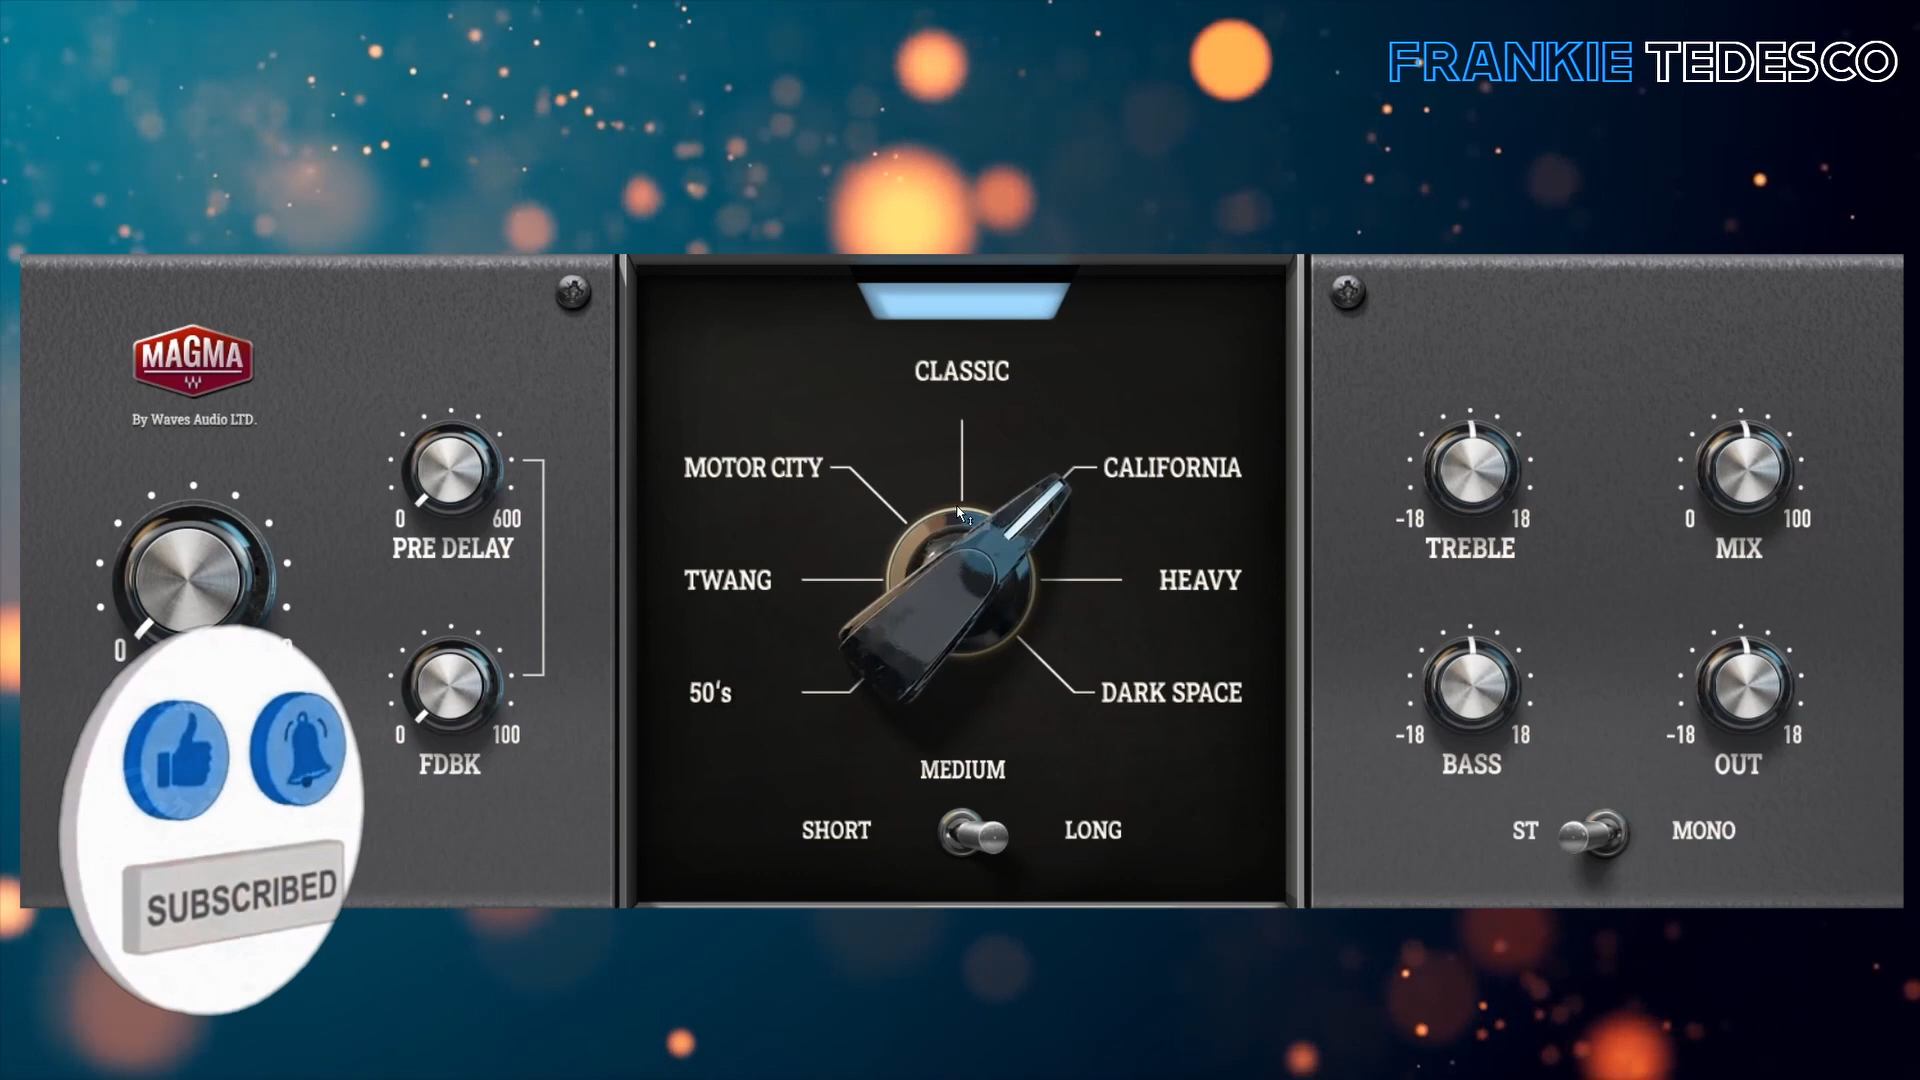 FRANKIE TEDESCO
MAGMA
By Waves Audio LTD.
0
0 600
PRE DELAY
0 100
FDBK
CLASSIC
MOTOR CITY
CALIFORNIA
TWANG
HEAVY
50's
DARK SPACE
MEDIUM
SHORT
LONG
-18 18
TREBLE
0 100
MIX
-18 18
BASS
-18 18
OUT
ST
MONO
SUBSCRIBED